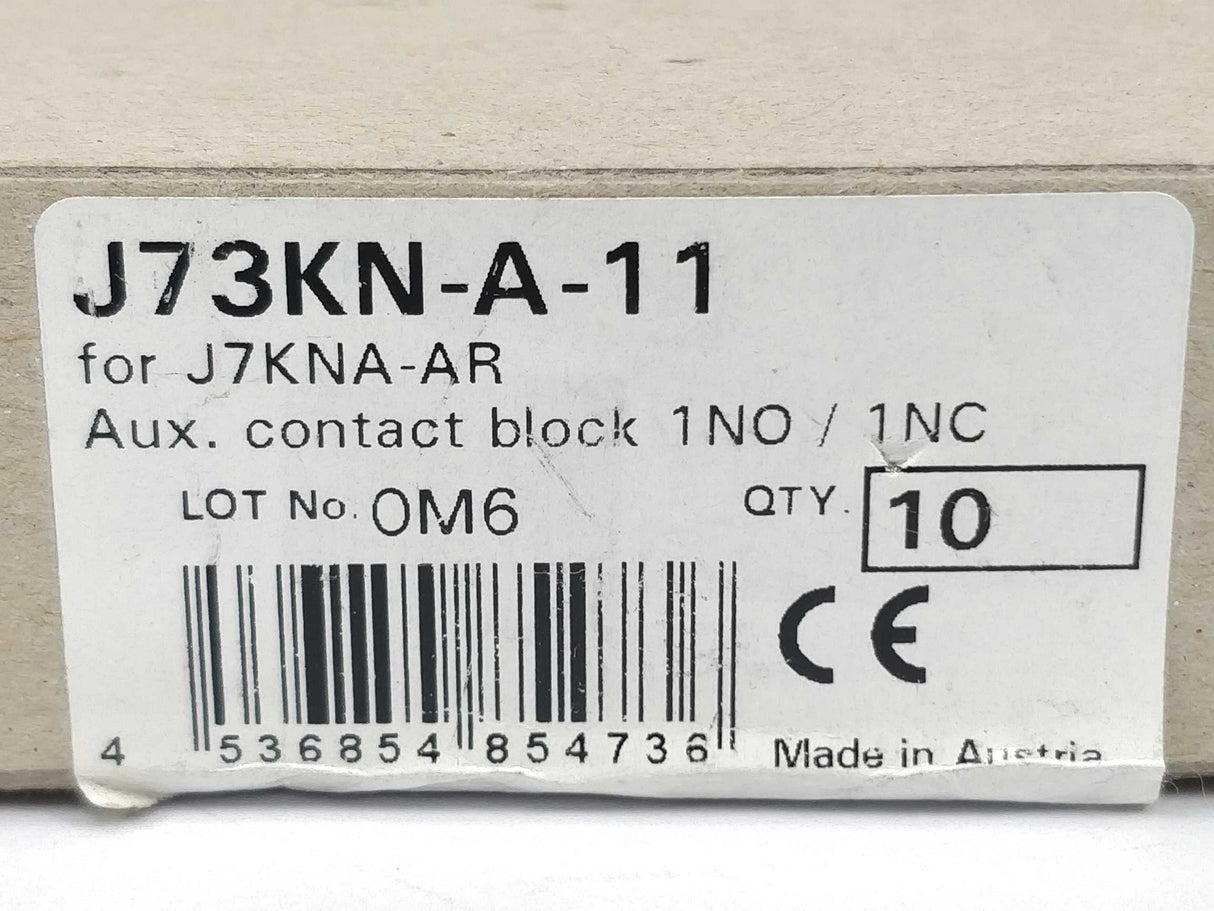 J73KN-A-11
for J7KNA-AR
Aux. contact block 1NO / 1NC
LOT No. 0M6 QTY. 10
CE
4 536854 854736
Made in Austria